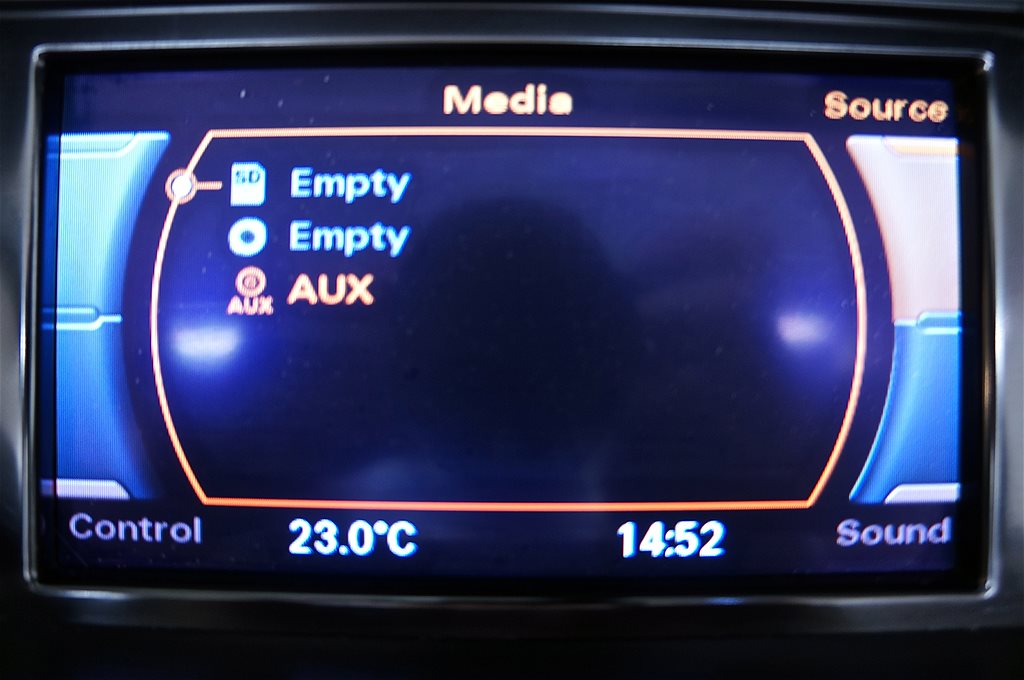 Media
Source
SD Empty
Empty
AUX AUX
Control
23.0°C
14:52
Sound